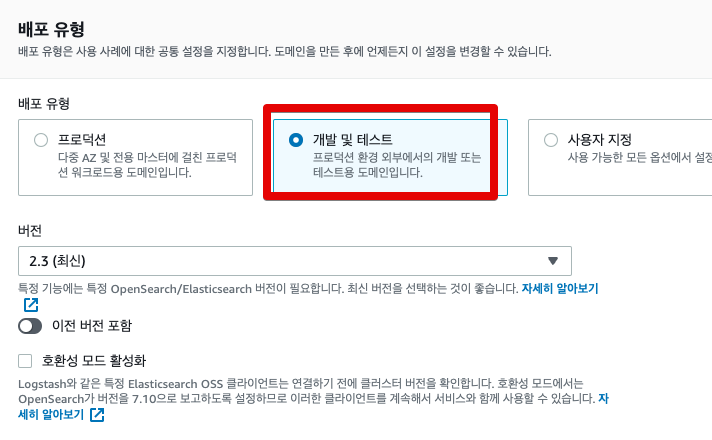 배포 유형
배포 유형은 사용 사례에 대한 공통 설정을 지정합니다. 도메인을 만든 후에 언제든지 이 설정을 변경할 수 있습니다.
배포 유형
프로덕션
다중 AZ 및 전용 마스터에 걸친 프로덕
션 워크로드용 도메인입니다.
개발 및 테스트
프로덕션 환경 외부에서의 개발 또는
테스트용 도메인입니다.
사용자 지정
사용 가능한 모든 옵션에서 설정
버전
2.3 (최신)
특정 기능에는 특정 OpenSearch/Elasticsearch 버전이 필요합니다. 최신 버전을 선택하는 것이 좋습니다. 자세히 알아보기
이전 버전 포함
호환성 모드 활성화
Logstash와 같은 특정 Elasticsearch OSS 클라이언트는 연결하기 전에 클러스터 버전을 확인합니다. 호환성 모드에서는
OpenSearch가 버전을 7.10으로 보고하도록 설정하므로 이러한 클라이언트를 계속해서 서비스와 함께 사용할 수 있습니다. 자
세히 알아보기